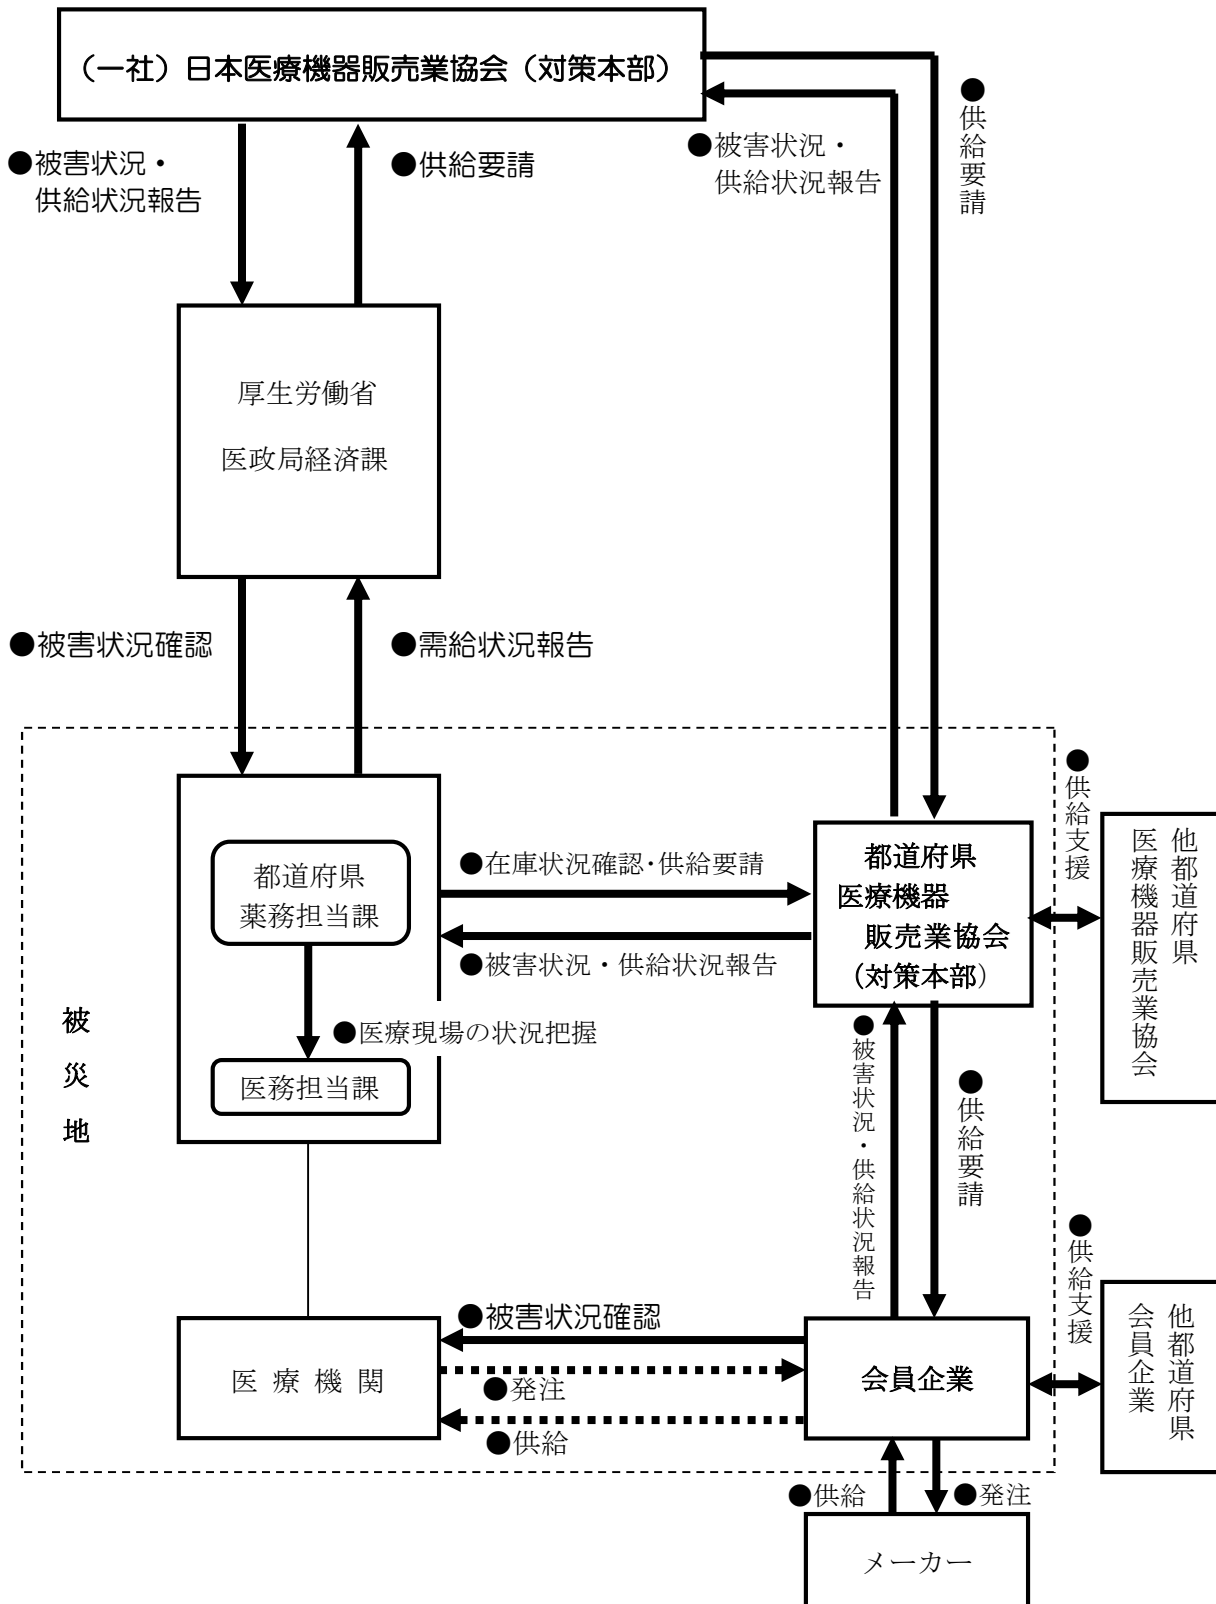 （一社）日本医療機器販売業協会（対策本部）
●被害状況・
供給状況報告
●供給要請
●被害状況・
供給状況報告
●供給要請
厚生労働省
医政局経済課
●被害状況確認
●需給状況報告
被災地
都道府県
薬務担当課
●医療現場の状況把握
医務担当課
●在庫状況確認・供給要請
●被害状況・供給状況報告
都道府県
医療機器
販売業協会
（対策本部）
●供給支援
他都道府県
医療機器販売業協会
●被害状況・供給状況報告
●供給要請
●供給支援
他都道府県
会員企業
医療機関
●被害状況確認
●発注
●供給
会員企業
●供給
●発注
メーカー